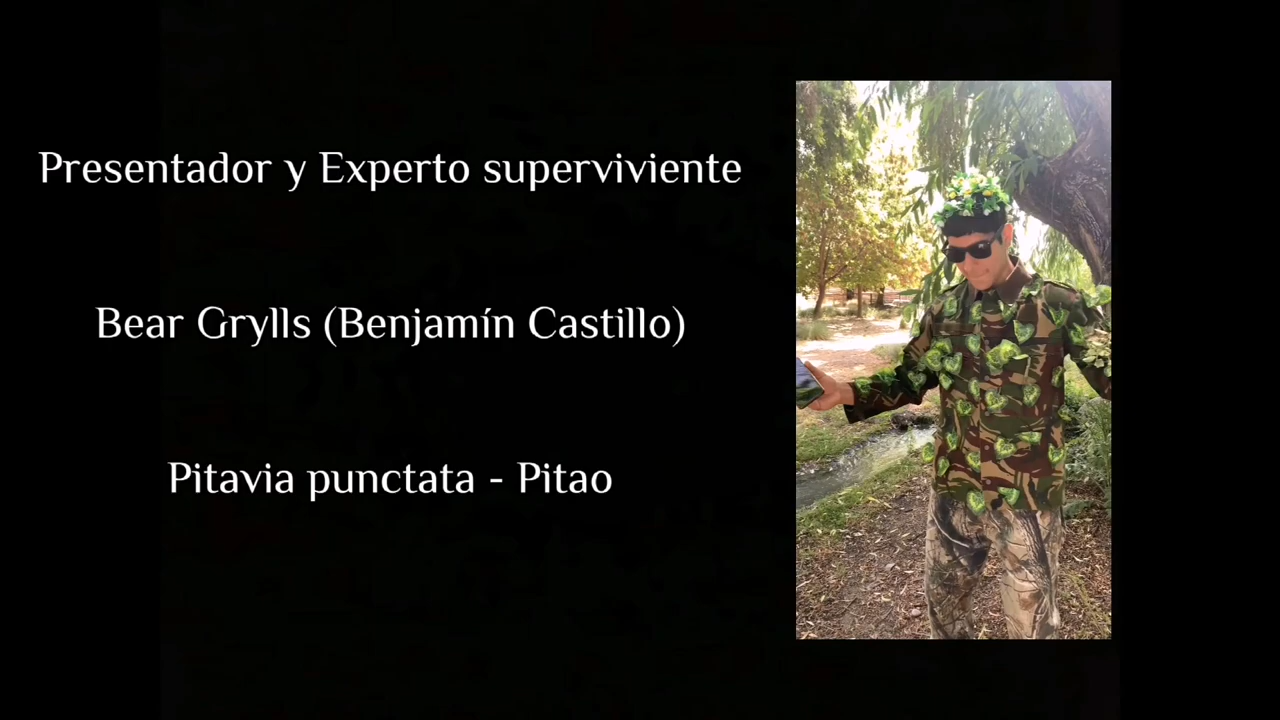 Presentador y Experto superviviente
Bear Grylls (Benjamín Castillo)
Pitavia punctata - Pitao